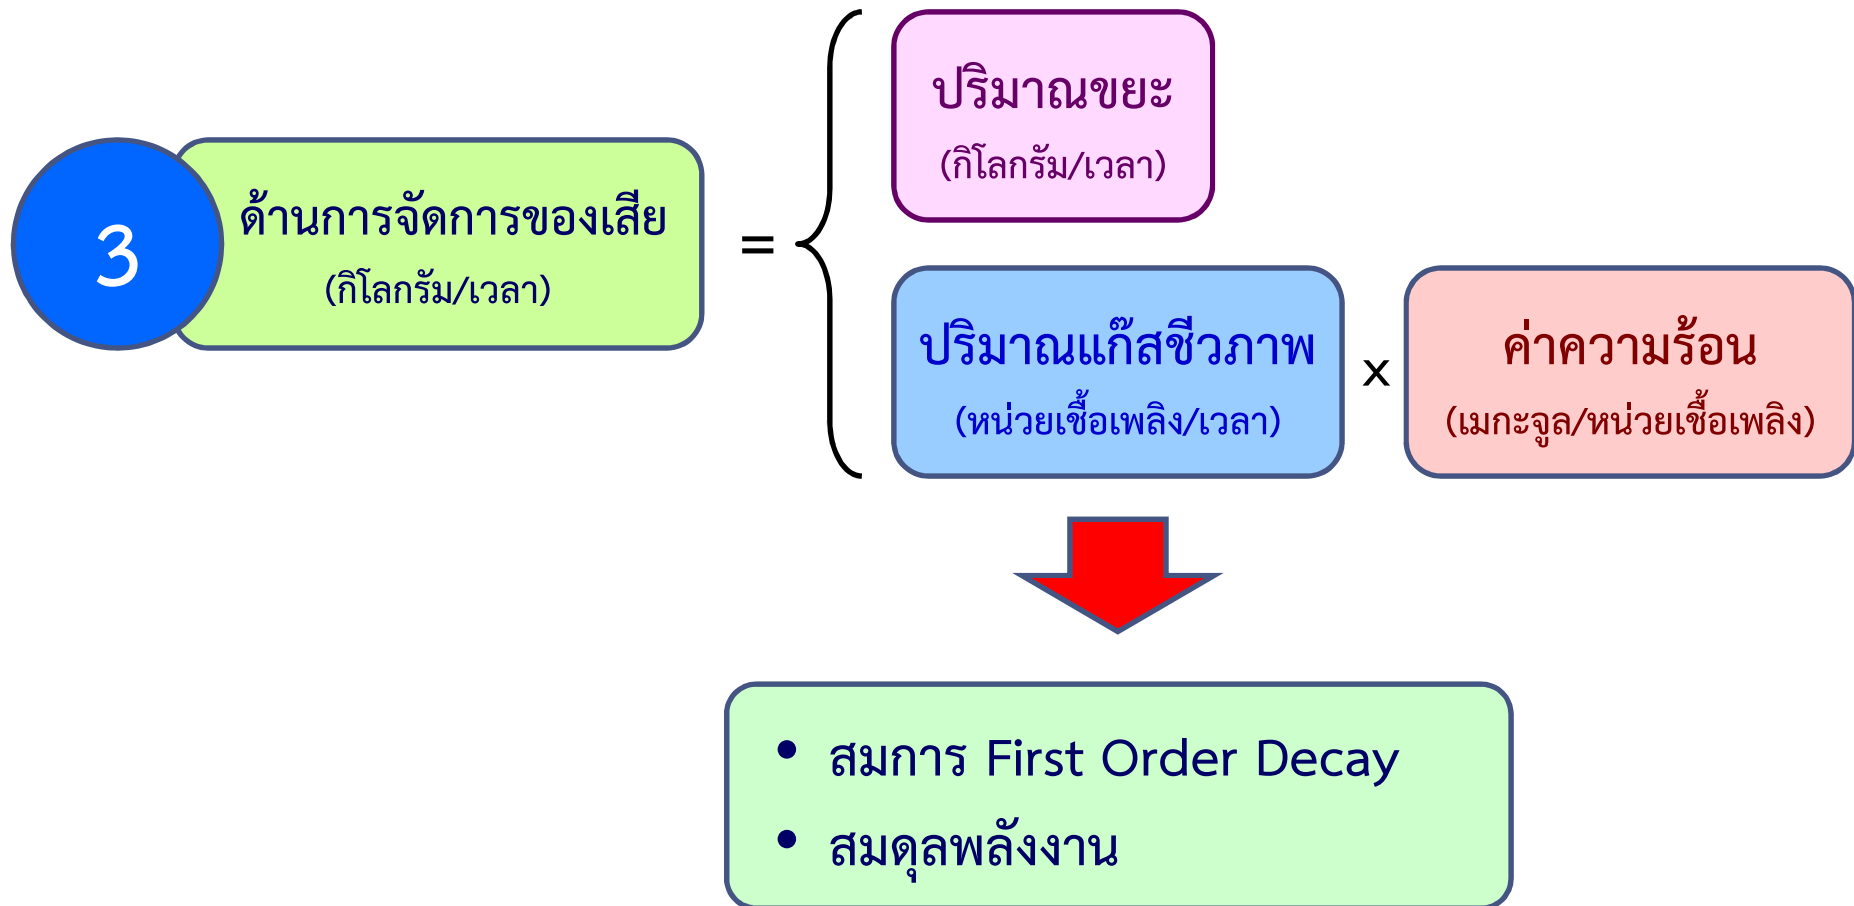 3
ด้านการจัดการของเสีย
(กิโลกรัม/เวลา)
=
ปริมาณขยะ
(กิโลกรัม/เวลา)
ปริมาณแก๊สชีวภาพ
(หน่วยเชื้อเพลิง/เวลา)
x
ค่าความร้อน
(เมกะจูล/หน่วยเชื้อเพลิง)
• สมการ First Order Decay
• สมดุลพลังงาน